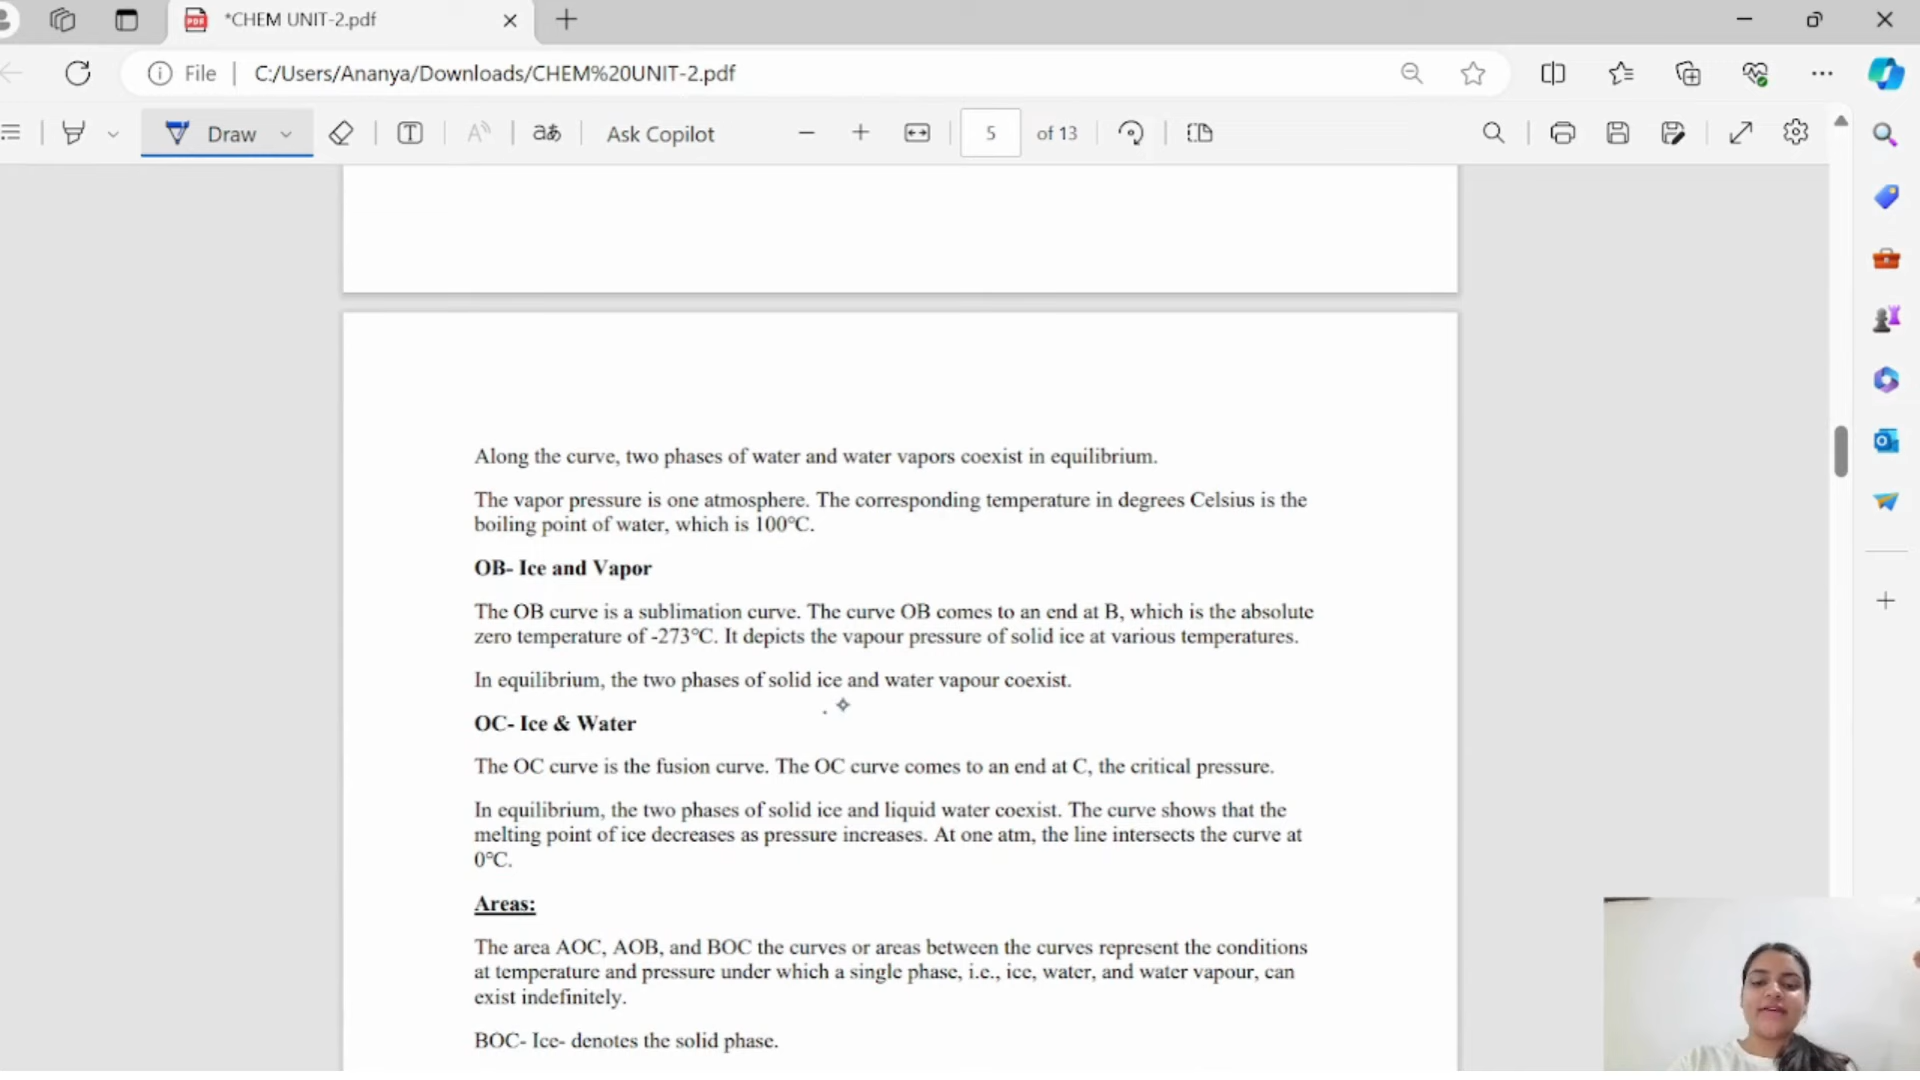 *CHEM UNIT-2.pdf
File
C:/Users/Ananya/Downloads/CHEM%20UNIT-2.pdf
Draw
Ask Copilot
5 of 13
Along the curve, two phases of water and water vapors coexist in equilibrium.
The vapor pressure is one atmosphere. The corresponding temperature in degrees Celsius is the
boiling point of water, which is 100°C.
OB- Ice and Vapor
The OB curve is a sublimation curve. The curve OB comes to an end at B, which is the absolute
zero temperature of -273°C. It depicts the vapour pressure of solid ice at various temperatures.
In equilibrium, the two phases of solid ice and water vapour coexist.
OC- Ice & Water
The OC curve is the fusion curve. The OC curve comes to an end at C, the critical pressure.
In equilibrium, the two phases of solid ice and liquid water coexist. The curve shows that the
melting point of ice decreases as pressure increases. At one atm, the line intersects the curve at
0°C.
Areas:
The area AOC, AOB, and BOC the curves or areas between the curves represent the conditions
at temperature and pressure under which a single phase, i.e., ice, water, and water vapour, can
exist indefinitely.
BOC- Ice- denotes the solid phase.